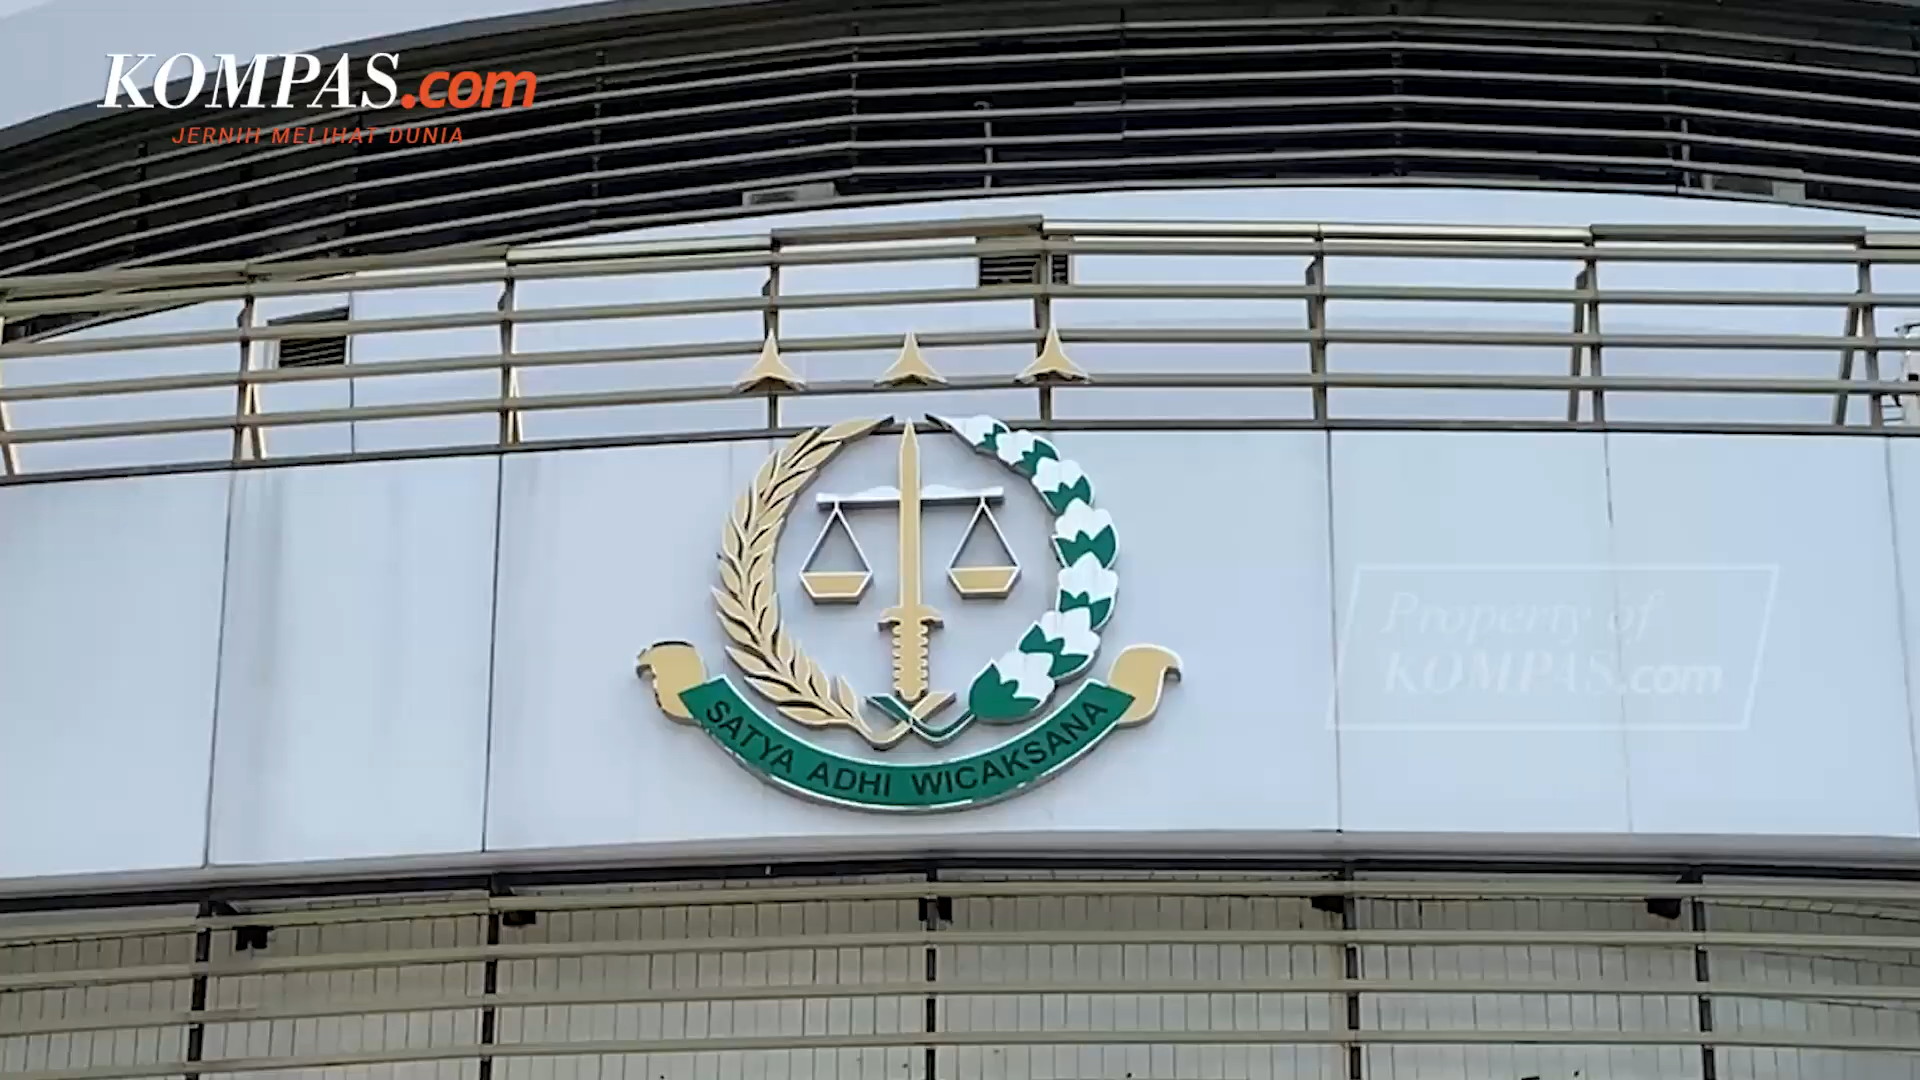 KOMPAS.com
JERNIH MELIHAT DUNIA
Property of
KOMPAS.com
SATYA ADHI WICAKSANA